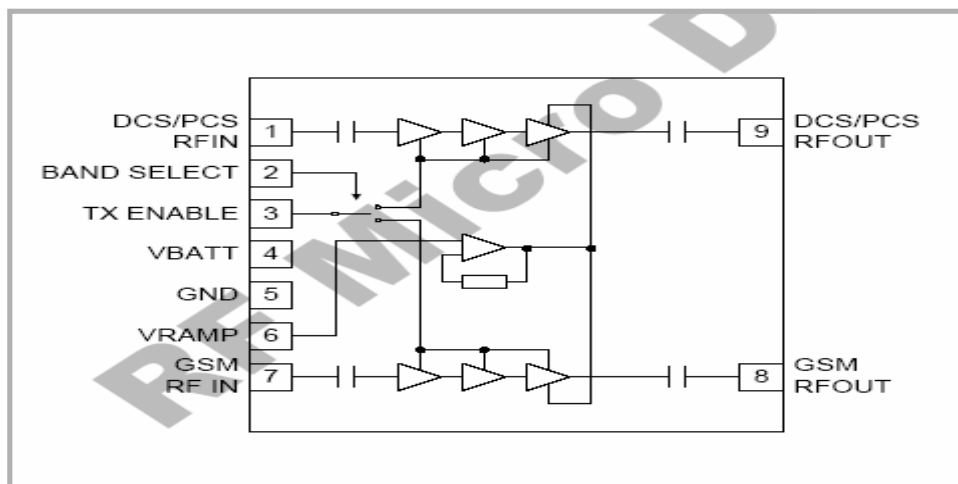 DCS/PCS
RFIN
1
BAND SELECT
2
TX ENABLE
3
VBATT
4
GND
5
VRAMP
6
GSM
RF IN
7
9
DCS/PCS
RFOUT
8
GSM
RFOUT
RF Micro D